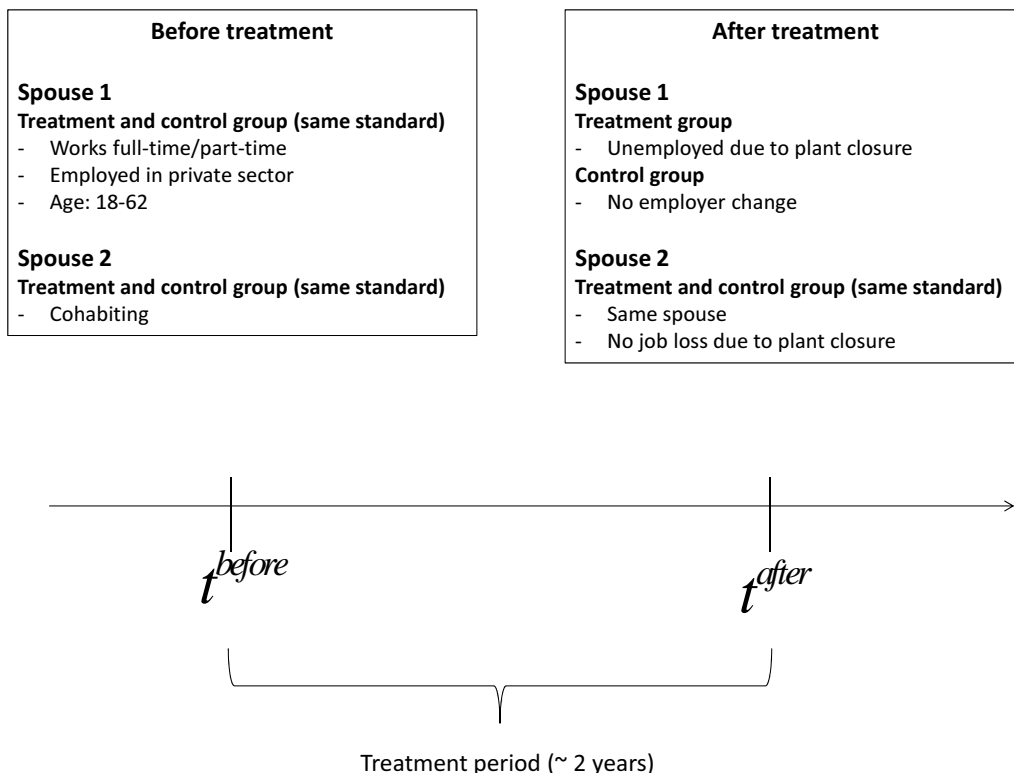 Before treatment
Spouse 1
Treatment and control group (same standard)
- Works full-time/part-time
- Employed in private sector
- Age: 18-62
Spouse 2
Treatment and control group (same standard)
- Cohabiting
After treatment
Spouse 1
Treatment group
- Unemployed due to plant closure
Control group
- No employer change
Spouse 2
Treatment and control group (same standard)
- Same spouse
- No job loss due to plant closure
t^before
t^after
Treatment period (~ 2 years)